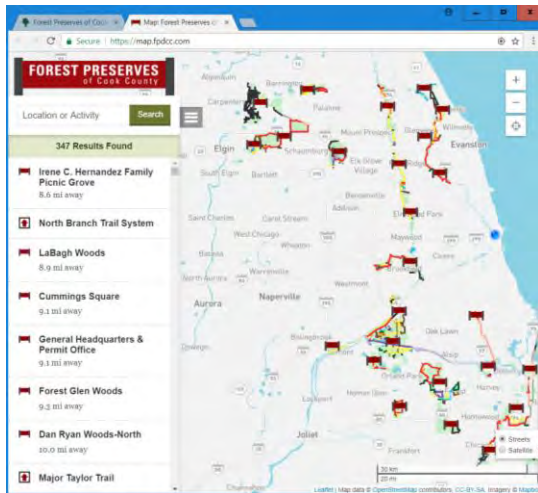 Forest Preserves of Cook
Map: Forest Preserves of
Secure
https://map.fpdcc.com
FOREST PRESERVES
of Cook County
Location or Activity
Search
347 Results Found
Irene C. Hernandez Family
Picnic Grove
8.6 mi away
North Branch Trail System
LaBagh Woods
8.9 mi away
Cummings Square
9.1 mi away
General Headquarters &
Permit Office
9.1 mi away
Forest Glen Woods
9.3 mi away
Dan Ryan Woods-North
10.0 mi away
Major Taylor Trail
Algonquin
Barrington
Carpenter
Palatine
Mount Prospect
Wilmette
Evanston
Elgin
Schaumburg
South Elgin
Bartlett
Elk Grove
Village
Bensenville
Addison
Saint Charles
Carol Stream
Elmwood Park
West Chicago
Maywood
Geneva
Wheaton
Batavia
Warrenville
Cicero
North Aurora
Westmont
Aurora
Naperville
Oswego
Bolingbrook
Oak Lawn
Alsip
Orland Park
Harvey
Lockport
Homer Glen
Homewood
Joliet
Frankfort
Channahon
Streets
Satellite
30 km
20 mi
Leaflet | Map data © OpenStreetMap contributors, CC-BY-SA, Imagery © Mapbox